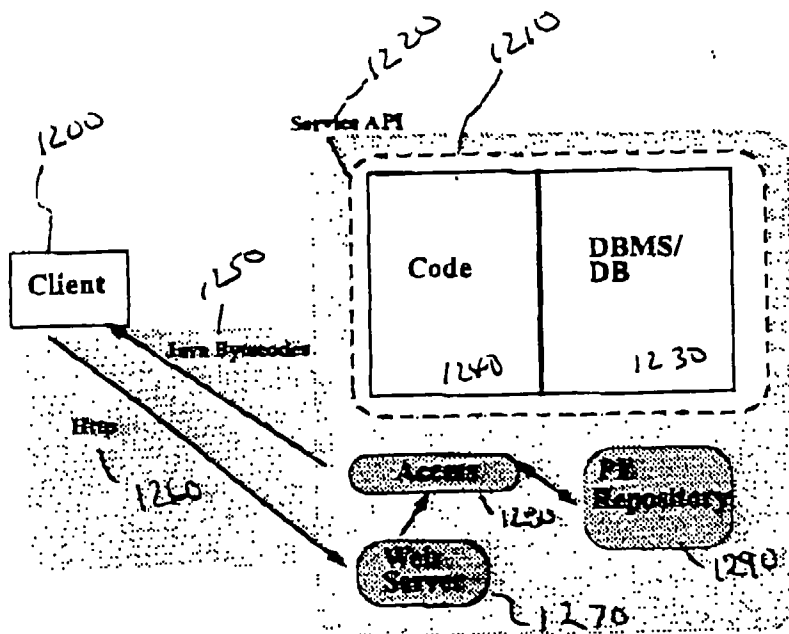 1220
1210
1200
Service API
Client
1250
Java Bytecodes
Code
DBMS/
DB
1240
1230
Http
1260
Access
PE
Repository
Web
Server
1290
1270